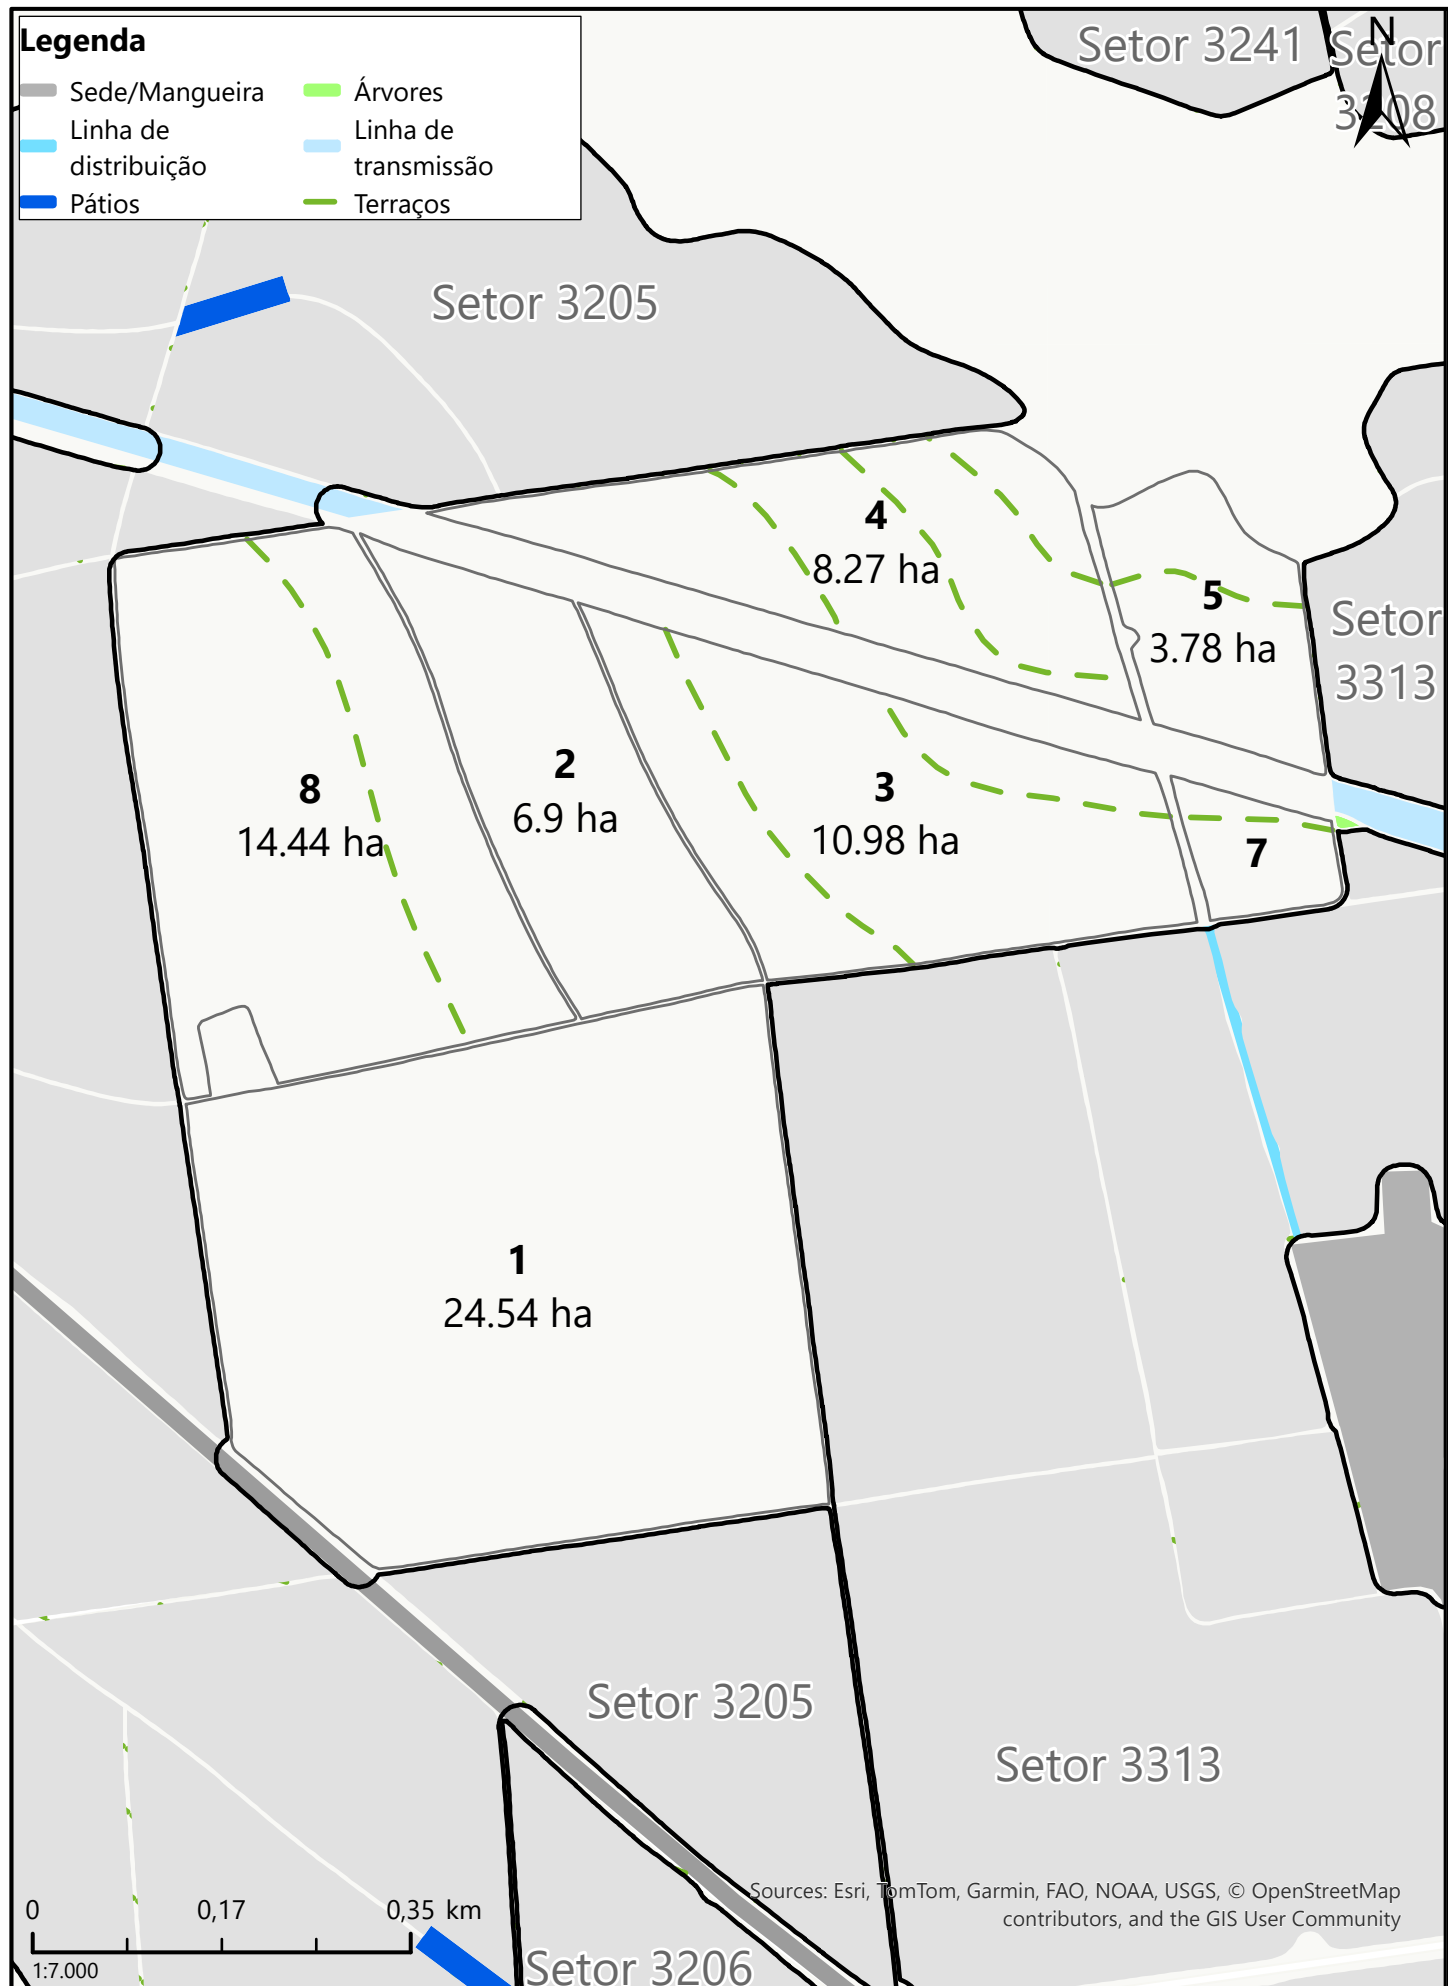 Legenda
Sede/Mangueira
Árvores
Linha de
distribuição
Linha de
transmissão
Pátios
Terraços
Setor 3241
Setor
3208
N
Setor 3205
4
8.27 ha
5
3.78 ha
Setor
3313
8
14.44 ha
2
6.9 ha
3
10.98 ha
7
1
24.54 ha
Setor 3205
Setor 3313
Sources: Esri, TomTom, Garmin, FAO, NOAA, USGS, © OpenStreetMap
contributors, and the GIS User Community
0
0,17
0,35 km
1:7.000
Setor 3206